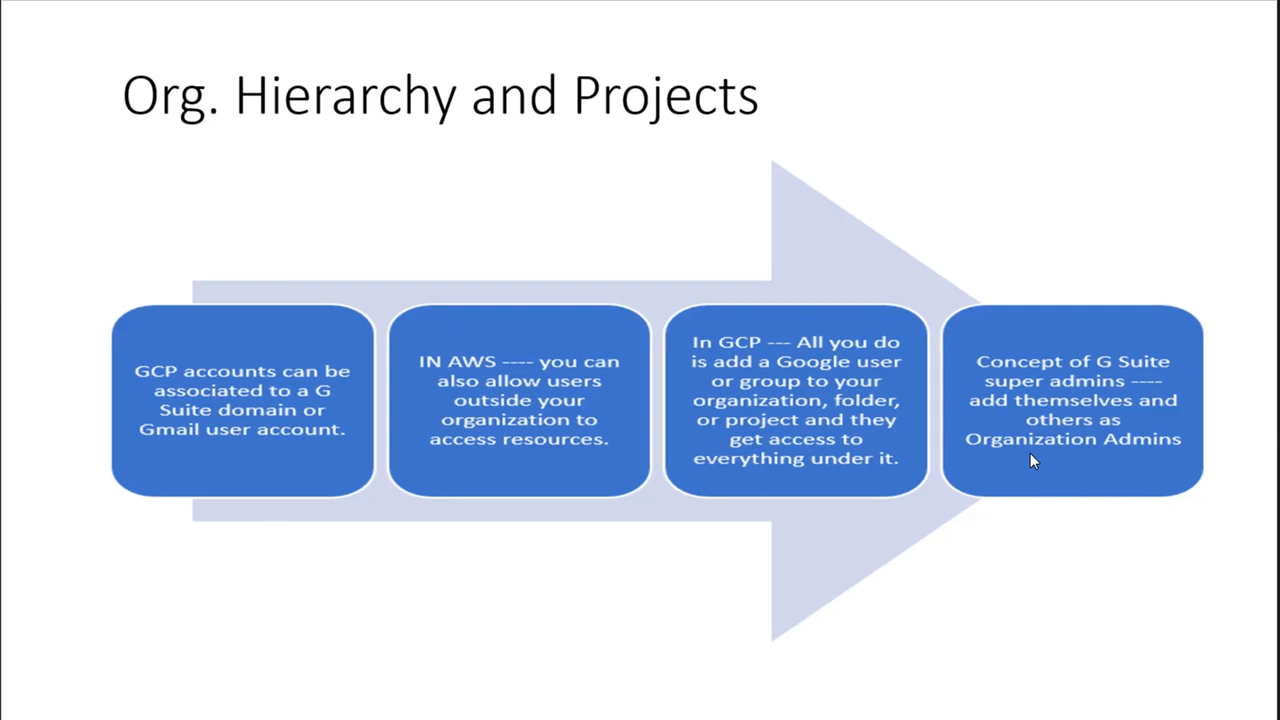 Org. Hierarchy and Projects
GCP accounts can be
associated to a G
Suite domain or
Gmail user account.
IN AWS ---- you can
also allow users
outside your
organization to
access resources.
In GCP --- All you do
is add a Google user
or group to your
organization, folder,
or project and they
get access to
everything under it.
Concept of G Suite
super admins ----
add themselves and
others as
Organization Admins